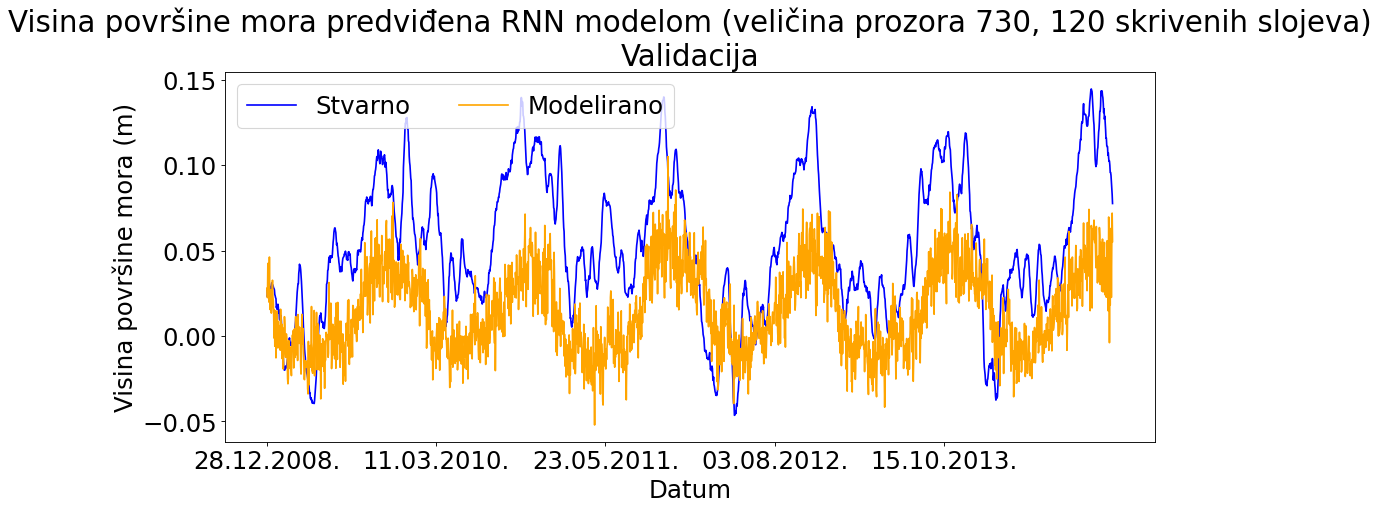 Visina površine mora predviđena RNN modelom (veličina prozora 730, 120 skrivenih slojeva)
Validacija
Stvarno Modelirano
Visina površine mora (m)
0.15
0.10
0.05
0.00
−0.05
28.12.2008. 11.03.2010. 23.05.2011. 03.08.2012. 15.10.2013.
Datum